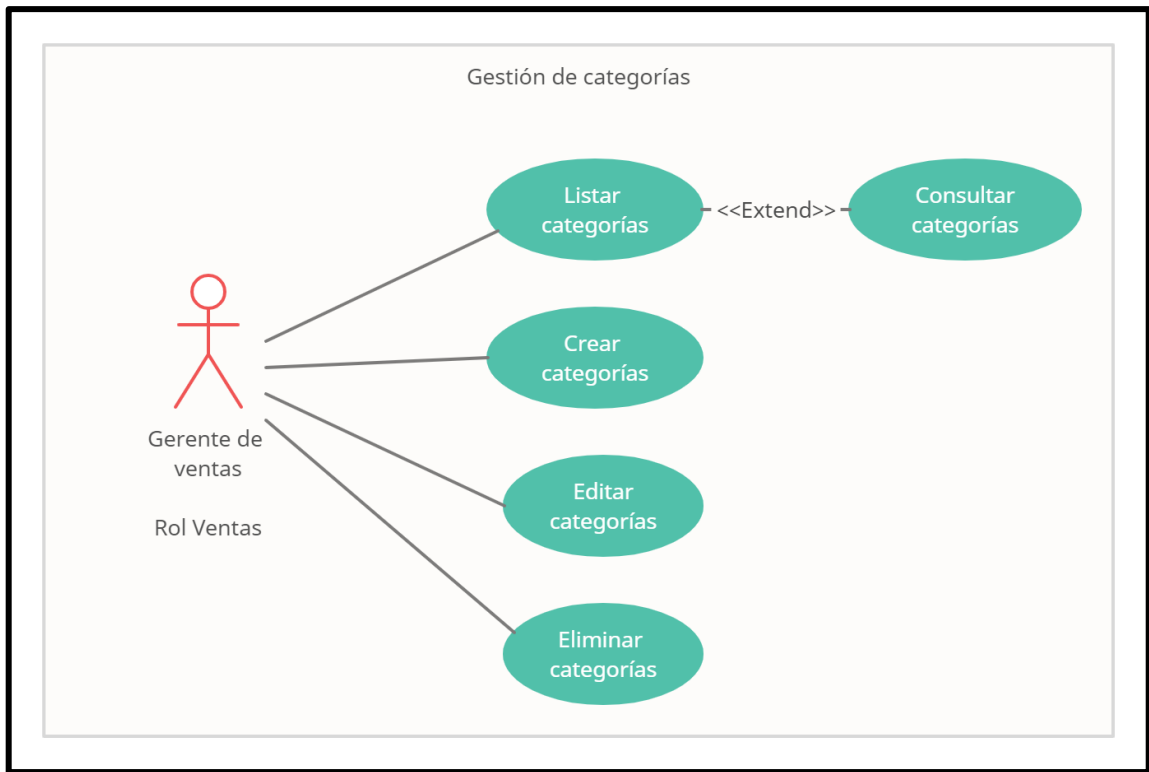 Gestión de categorías
Listar
categorías
<<Extend>>
Consultar
categorías
Crear
categorías
Gerente de
ventas
Rol Ventas
Editar
categorías
Eliminar
categorías